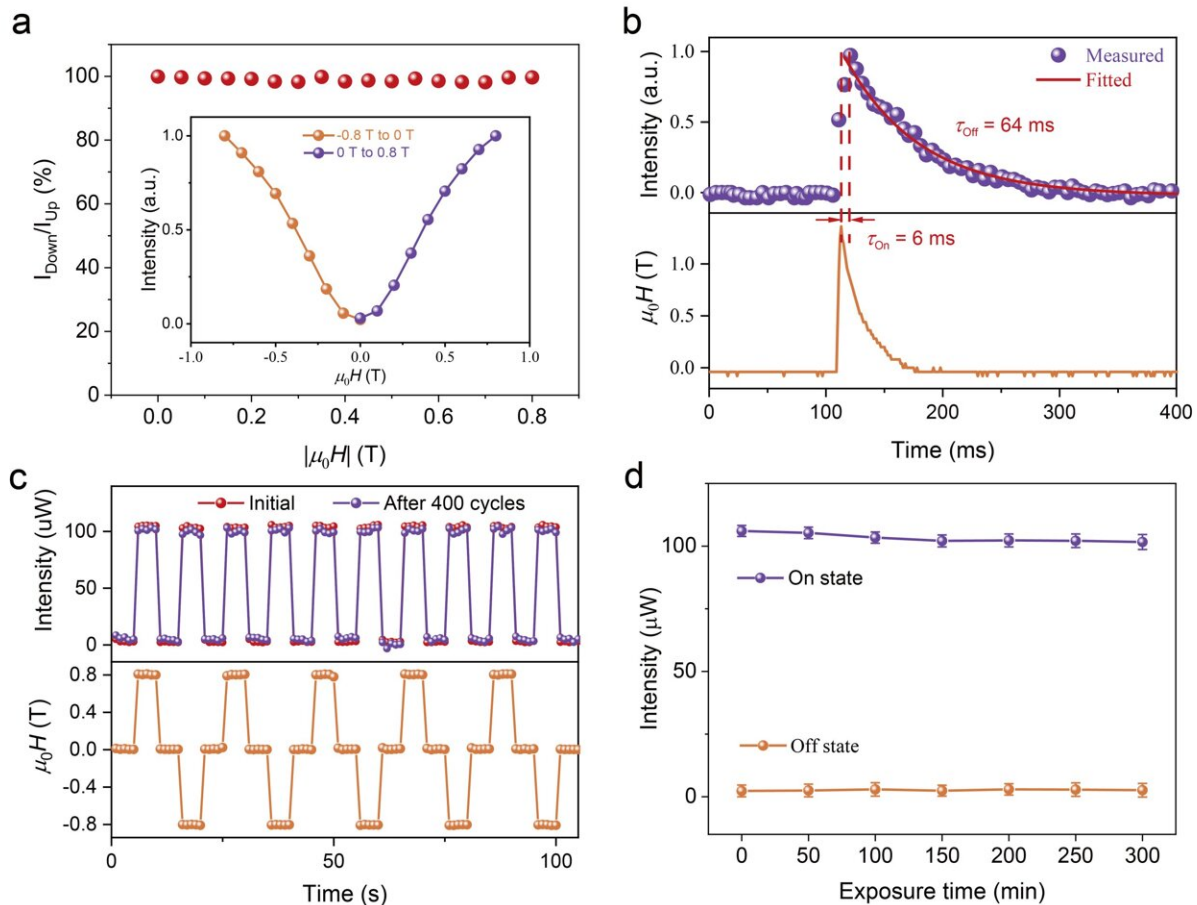 a
I_Down/I_Up (%)
100
80
60
40
20
0
0.0 0.2 0.4 0.6 0.8
|μ₀H| (T)
-0.8 T to 0 T
0 T to 0.8 T
Intensity (a.u.)
1.0
0.5
0.0
-1.0 -0.5 0.0 0.5 1.0
μ₀H (T)
b
Intensity (a.u.)
1.0
0.5
0.0
Measured
Fitted
τ_Off = 64 ms
τ_On = 6 ms
μ₀H (T)
1.0
0.5
0.0
0 100 200 300 400
Time (ms)
c
Initial After 400 cycles
Intensity (uW)
100
50
0
μ₀H (T)
0.8
0.4
0.0
-0.4
-0.8
0 50 100
Time (s)
d
Intensity (μW)
100
50
0
On state
Off state
0 50 100 150 200 250 300
Exposure time (min)